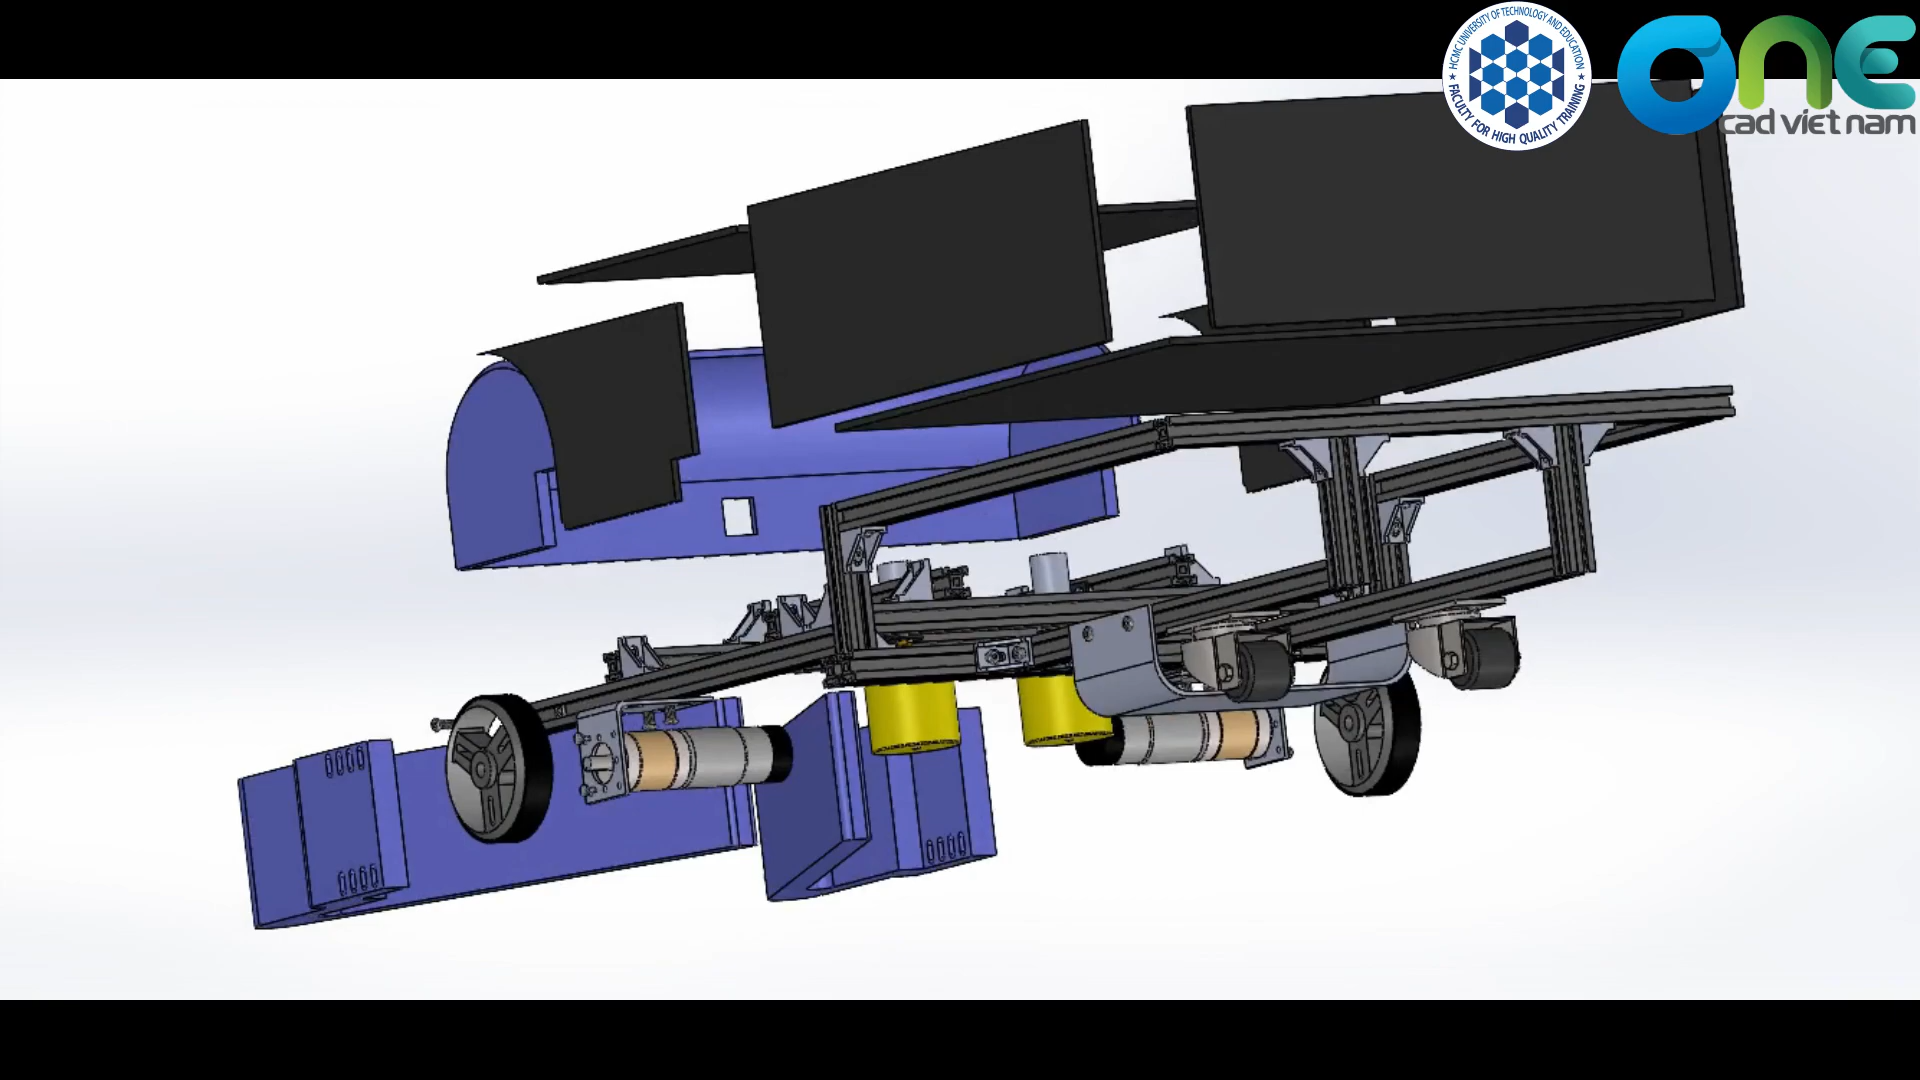 HCMC UNIVERSITY OF TECHNOLOGY AND EDUCATION
FACULTY FOR HIGH QUALITY TRAINING
one
cad viet nam